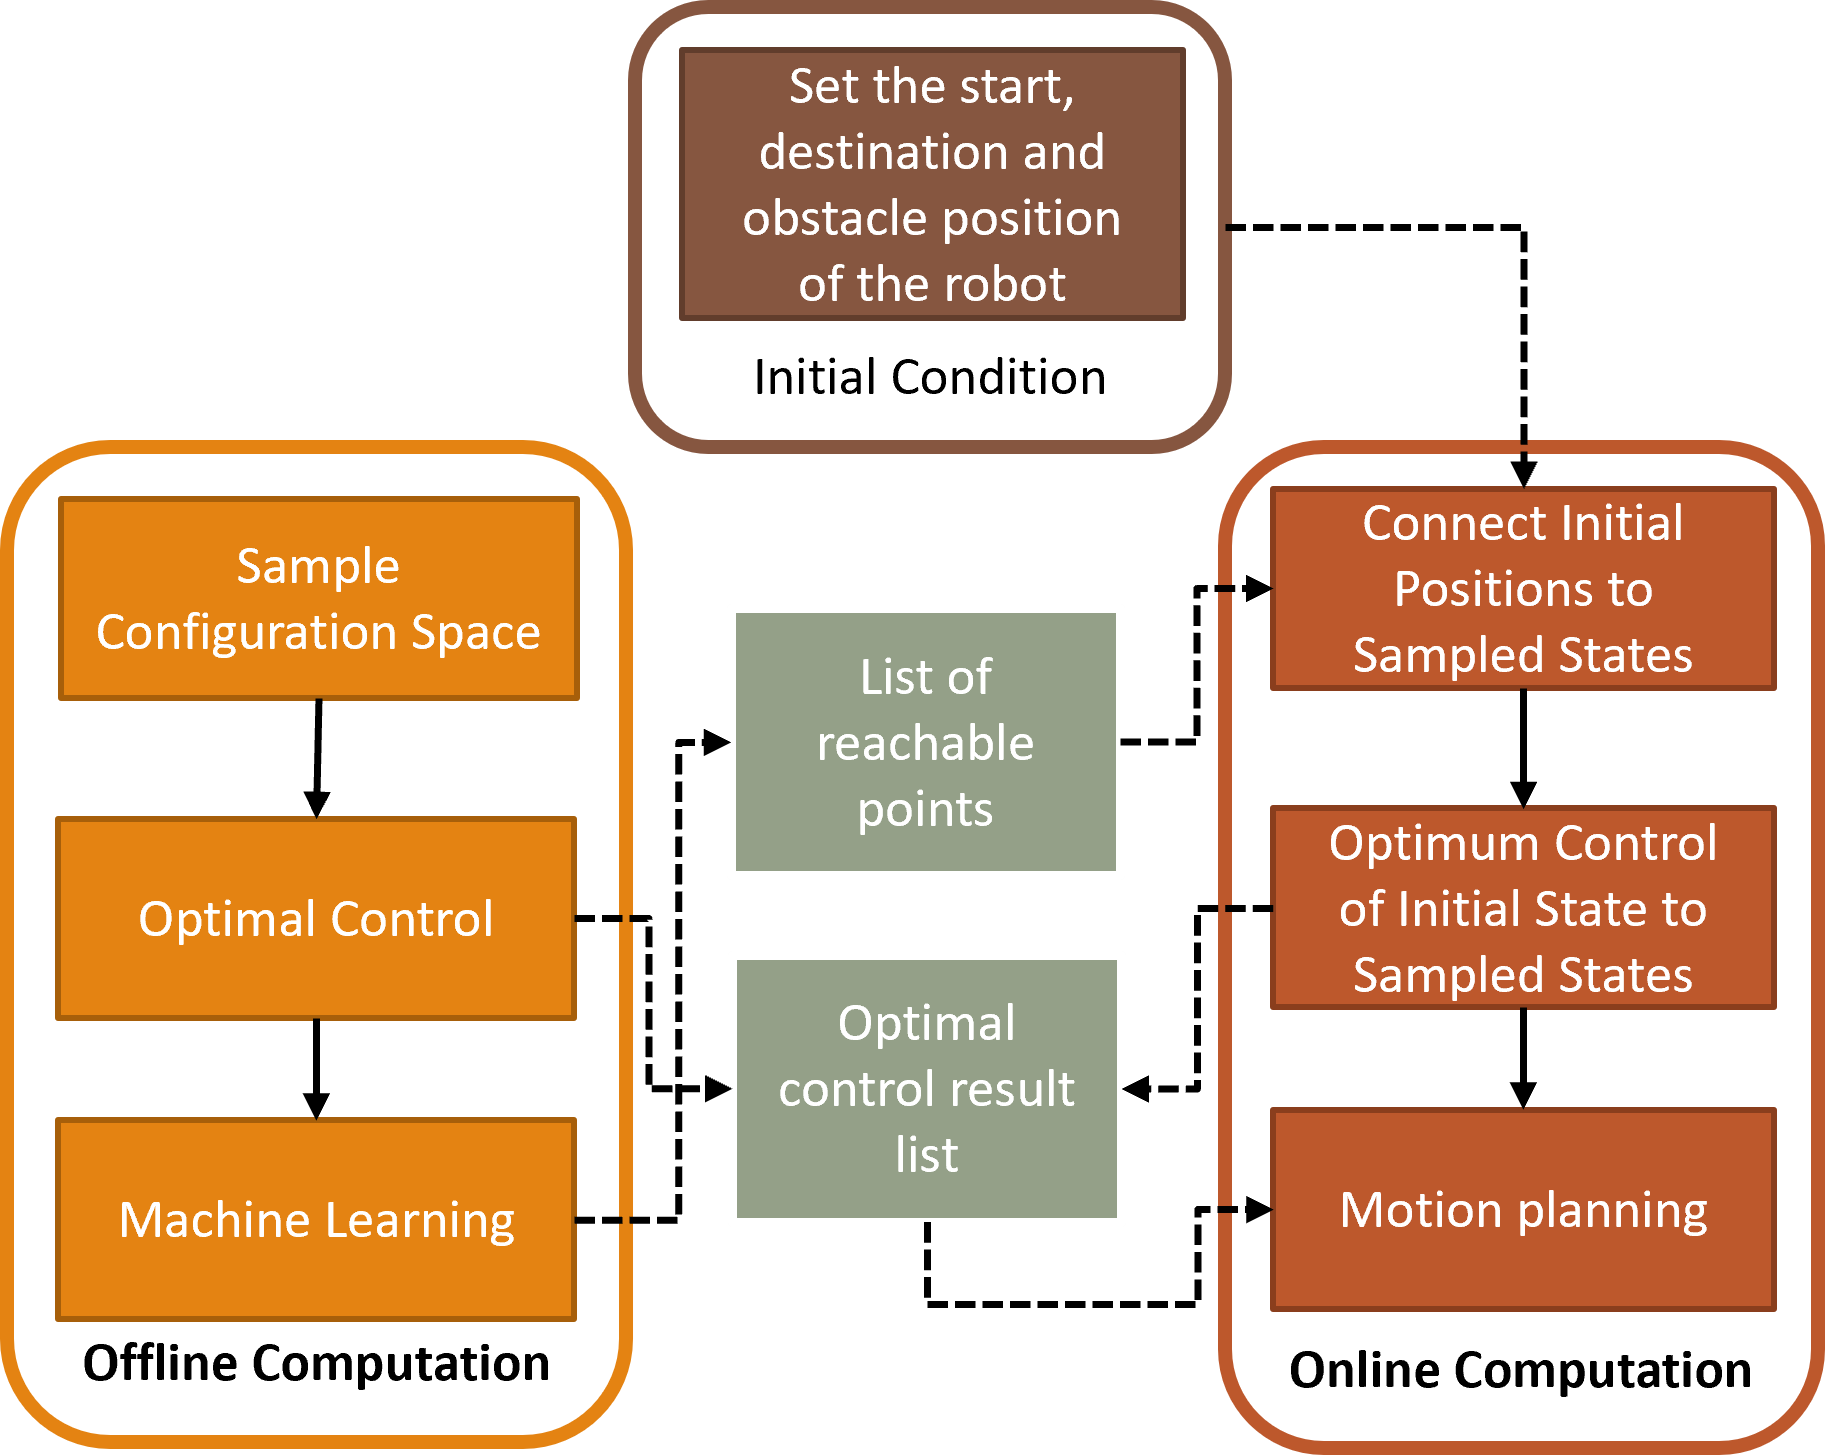 Set the start,
destination and
obstacle position
of the robot
Initial Condition
Sample
Configuration Space
Optimal Control
Machine Learning
Offline Computation
List of
reachable
points
Optimal
control result
list
Connect Initial
Positions to
Sampled States
Optimum Control
of Initial State to
Sampled States
Motion planning
Online Computation